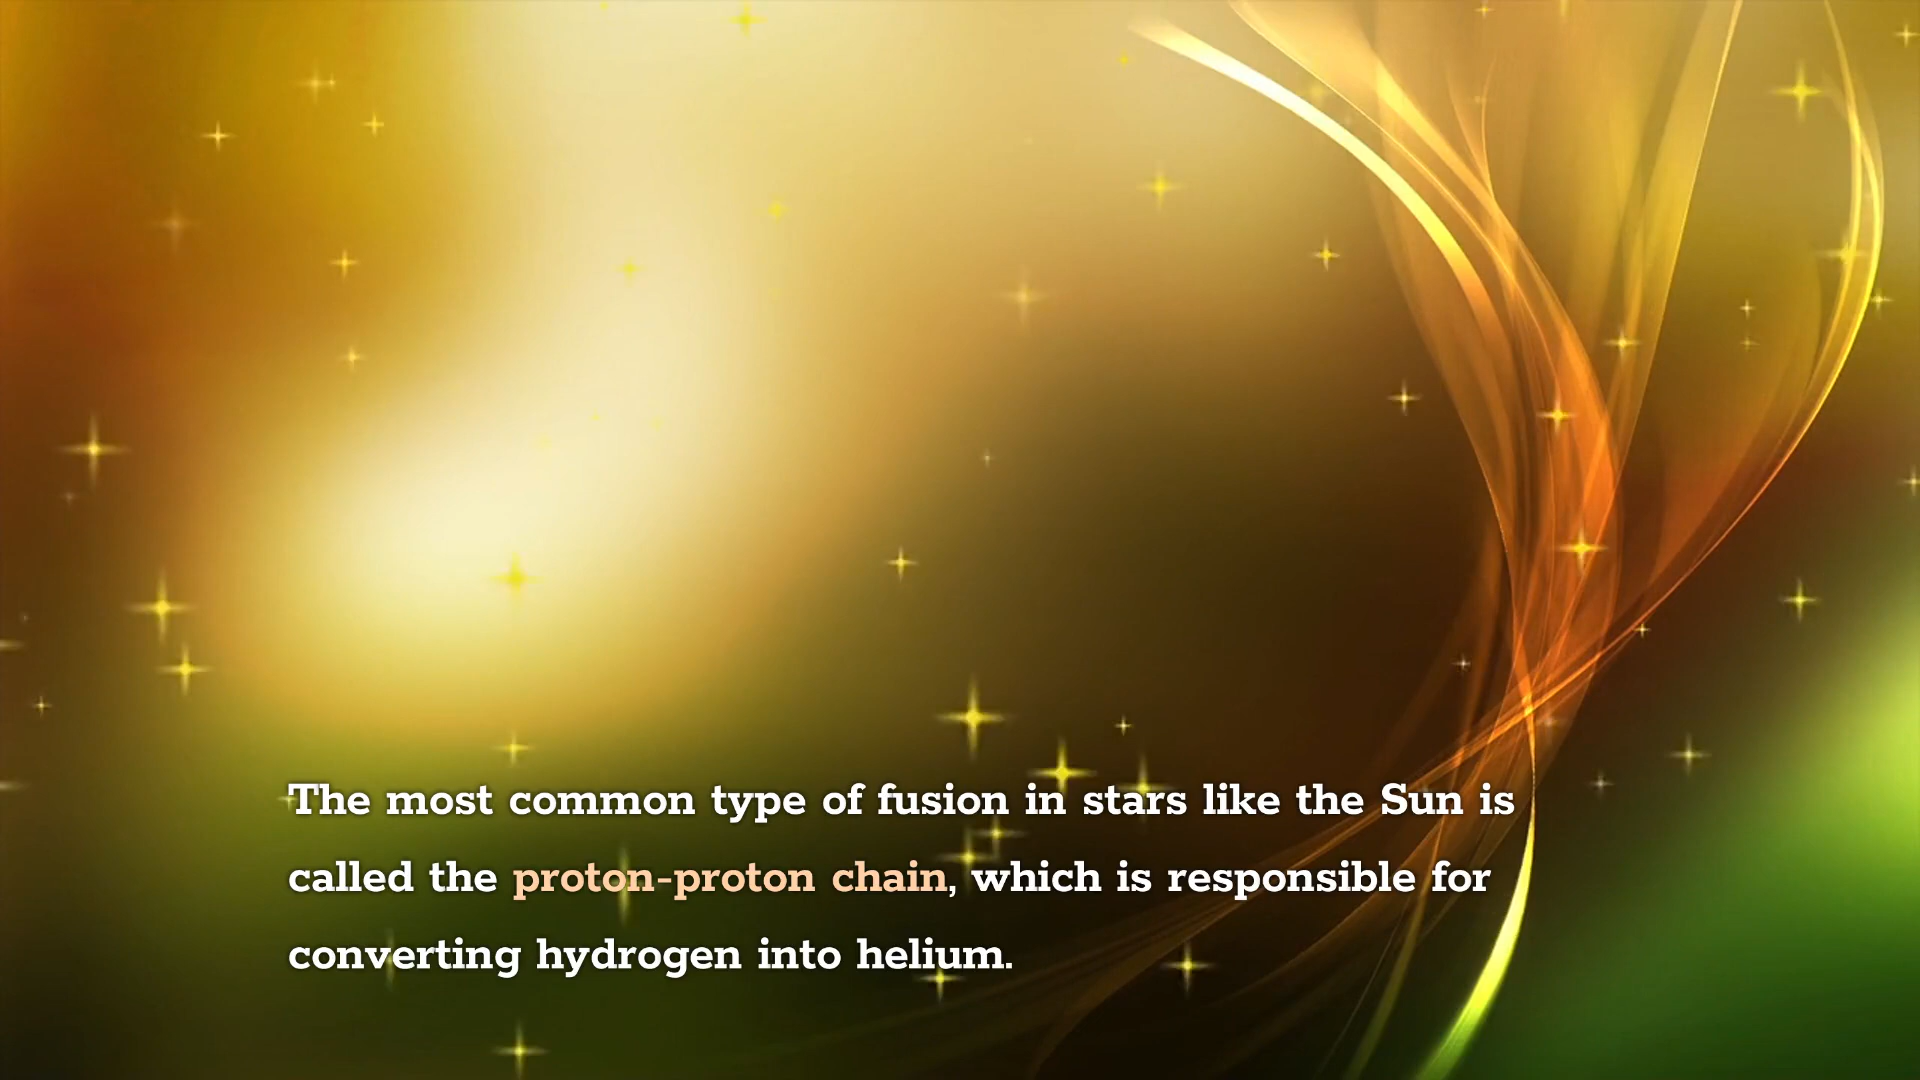 The most common type of fusion in stars like the Sun is
called the proton-proton chain, which is responsible for
converting hydrogen into helium.